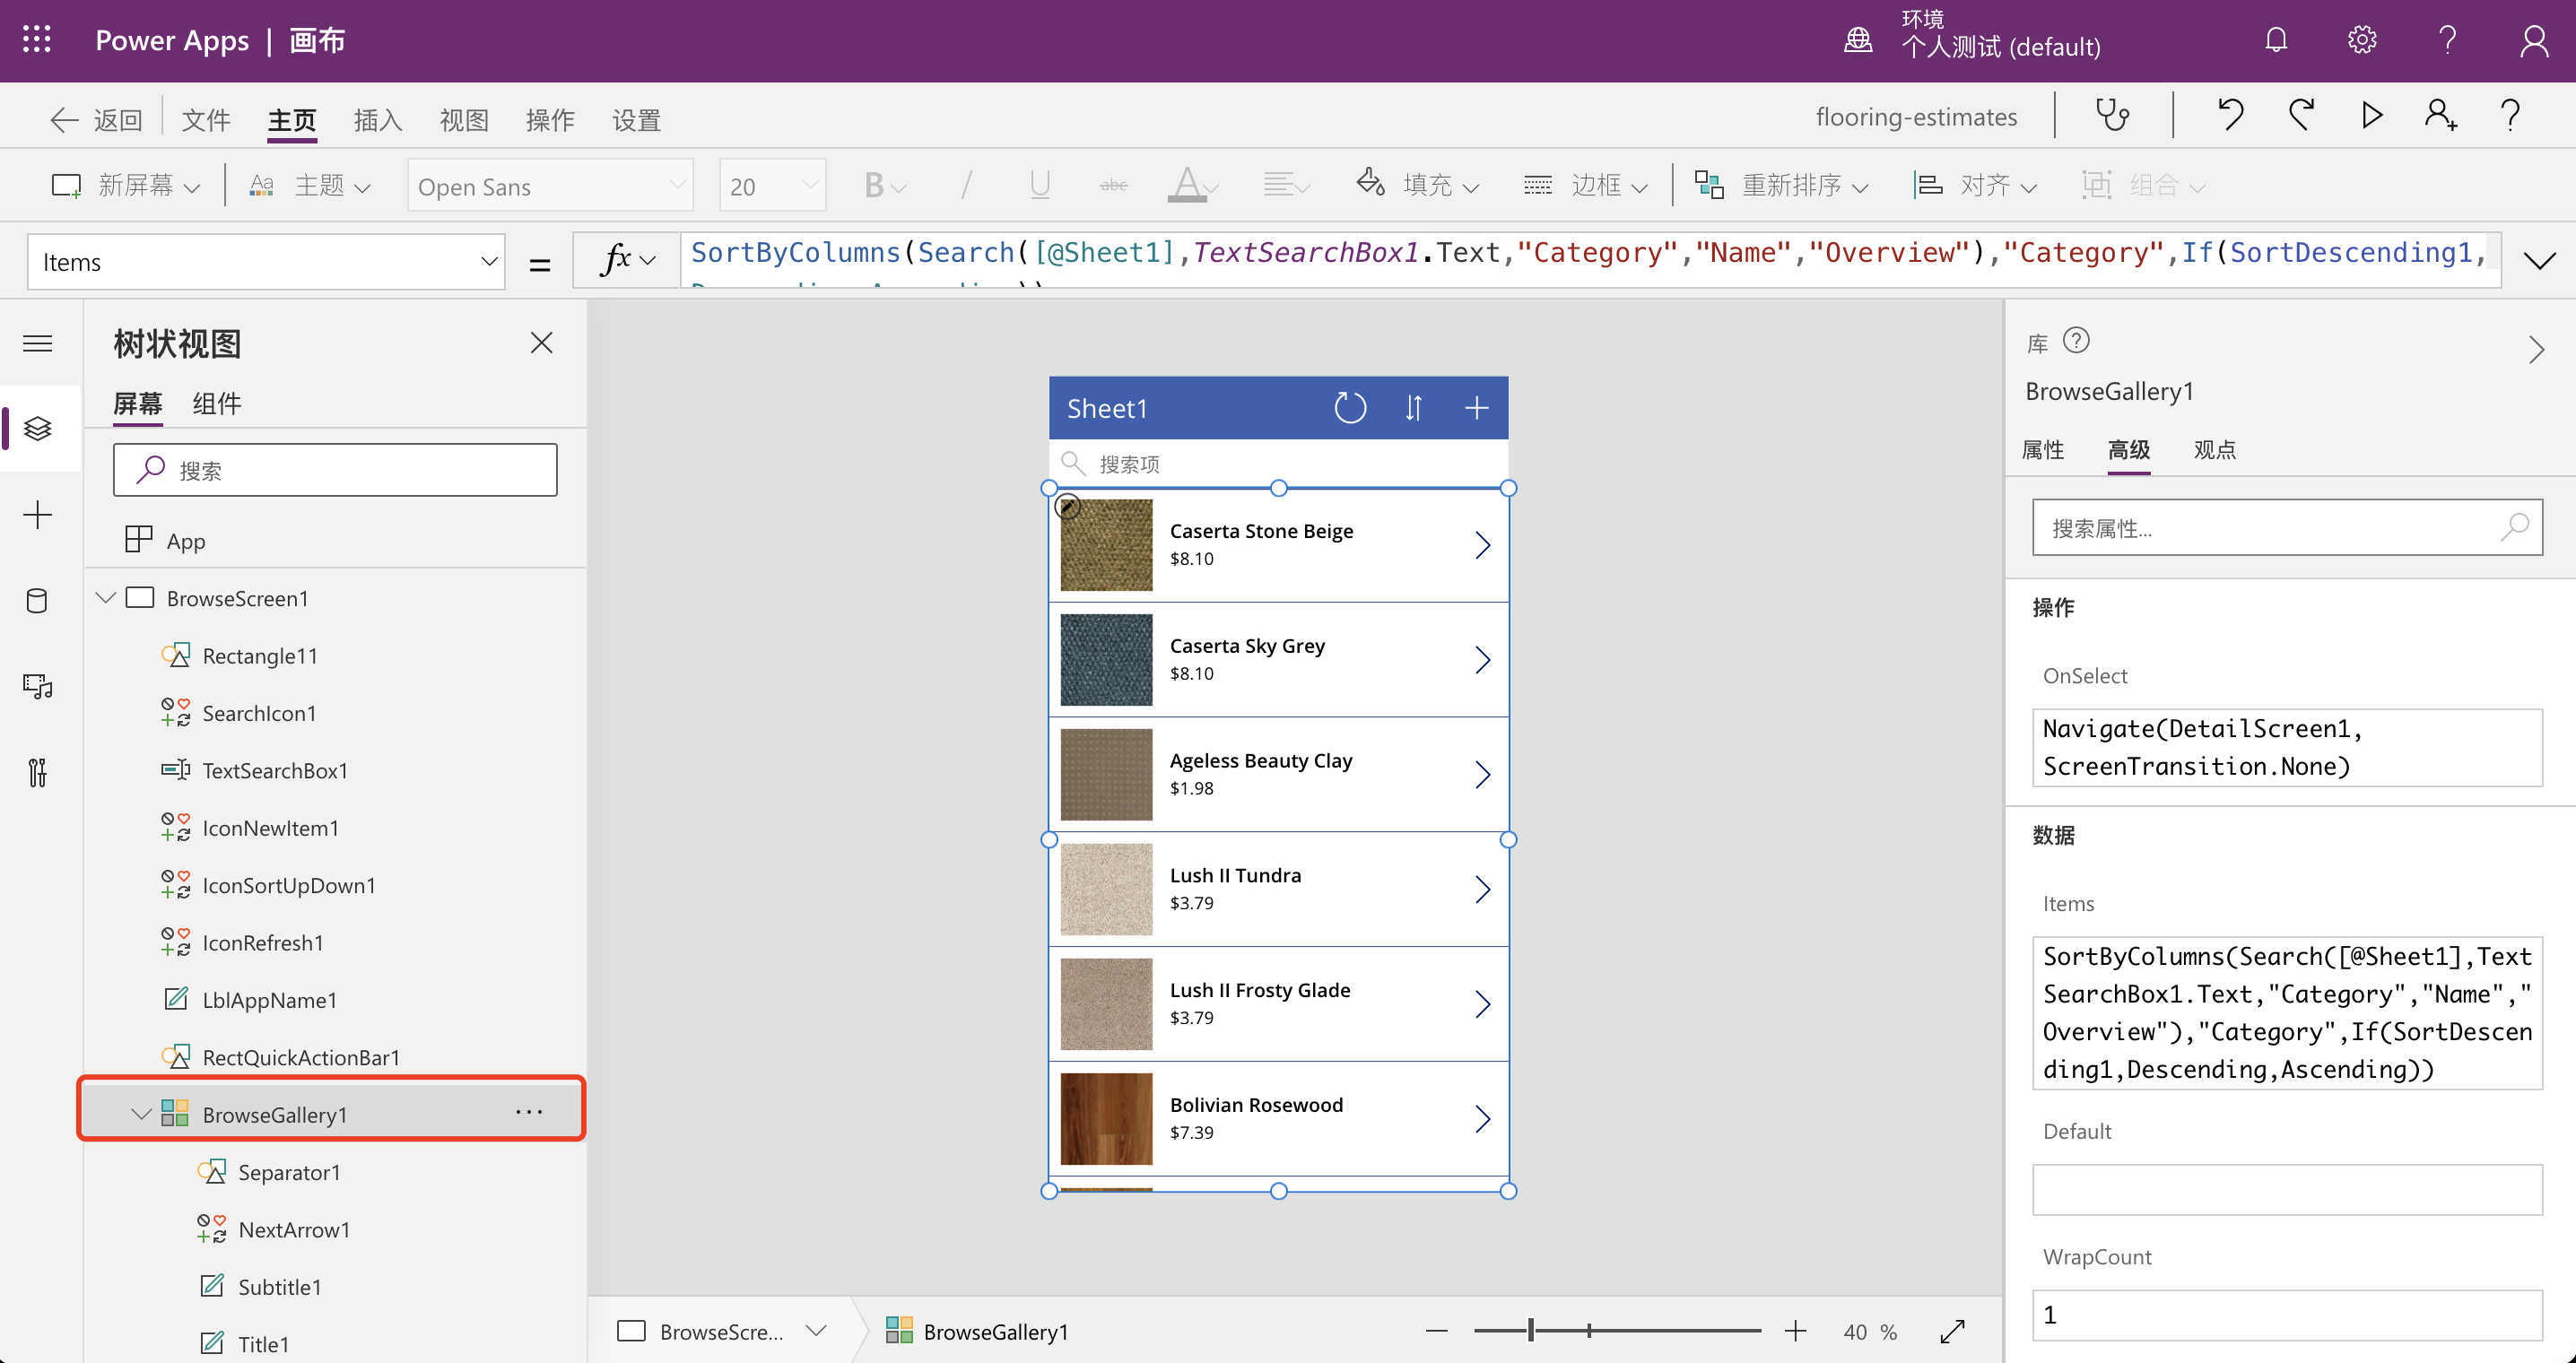 Power Apps | 画布
环境
个人测试 (default)
返回
文件
主页
插入
视图
操作
设置
flooring-estimates
新屏幕
主题
Open Sans
20
B
abc
填充
边框
重新排序
对齐
组合
Items
=
fx
SortByColumns(Search([@Sheet1],TextSearchBox1.Text,"Category","Name","Overview"),"Category",If(SortDescending1,
树状视图
屏幕
组件
搜索
App
BrowseScreen1
Rectangle11
SearchIcon1
TextSearchBox1
IconNewItem1
IconSortUpDown1
IconRefresh1
LblAppName1
RectQuickActionBar1
BrowseGallery1
Separator1
NextArrow1
Subtitle1
Title1
Sheet1
搜索项
Caserta Stone Beige
$8.10
Caserta Sky Grey
$8.10
Ageless Beauty Clay
$1.98
Lush II Tundra
$3.79
Lush II Frosty Glade
$3.79
Bolivian Rosewood
$7.39
BrowseScre...
BrowseGallery1
40 %
库
BrowseGallery1
属性
高级
观点
搜索属性...
操作
OnSelect
Navigate(DetailScreen1,
ScreenTransition.None)
数据
Items
SortByColumns(Search([@Sheet1],Text
SearchBox1.Text,"Category","Name","
Overview"),"Category",If(SortDescen
ding1,Descending,Ascending))
Default
WrapCount
1